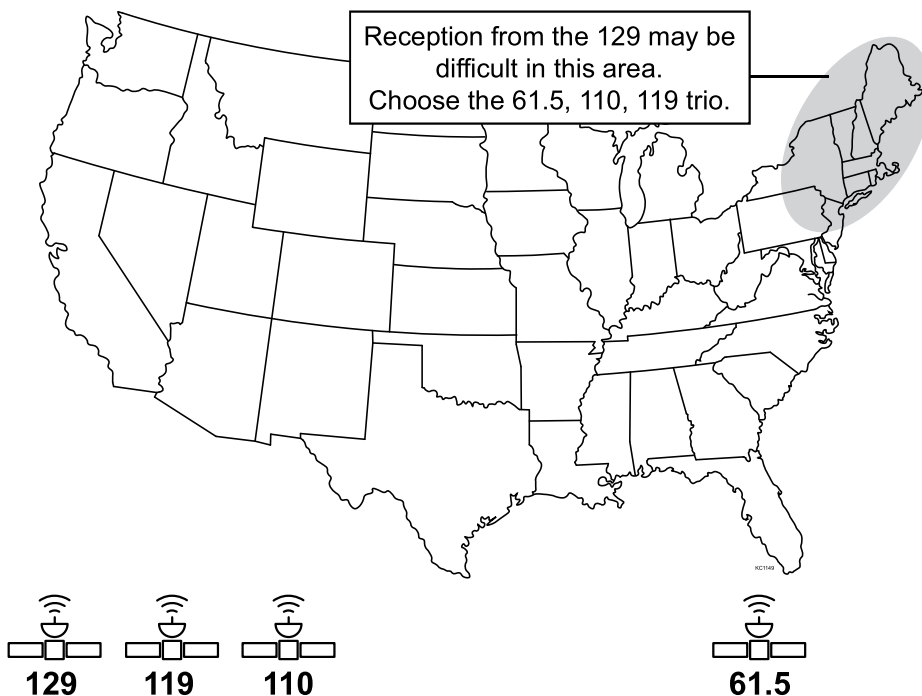 Reception from the 129 may be
difficult in this area.
Choose the 61.5, 110, 119 trio.
KC1149
129
119
110
61.5